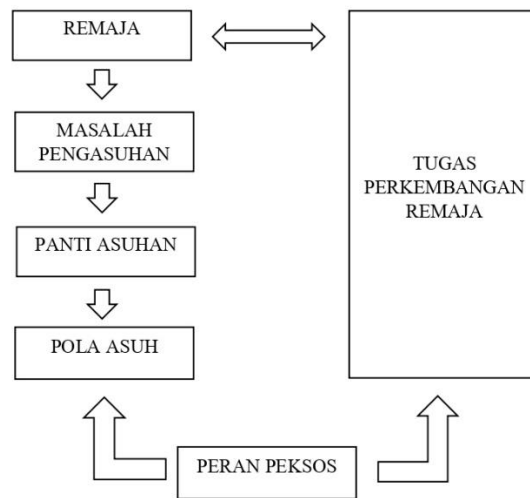 REMAJA
MASALAH
PENGASUHAN
PANTI ASUHAN
POLA ASUH
TUGAS
PERKEMBANGAN
REMAJA
PERAN PEKSOS